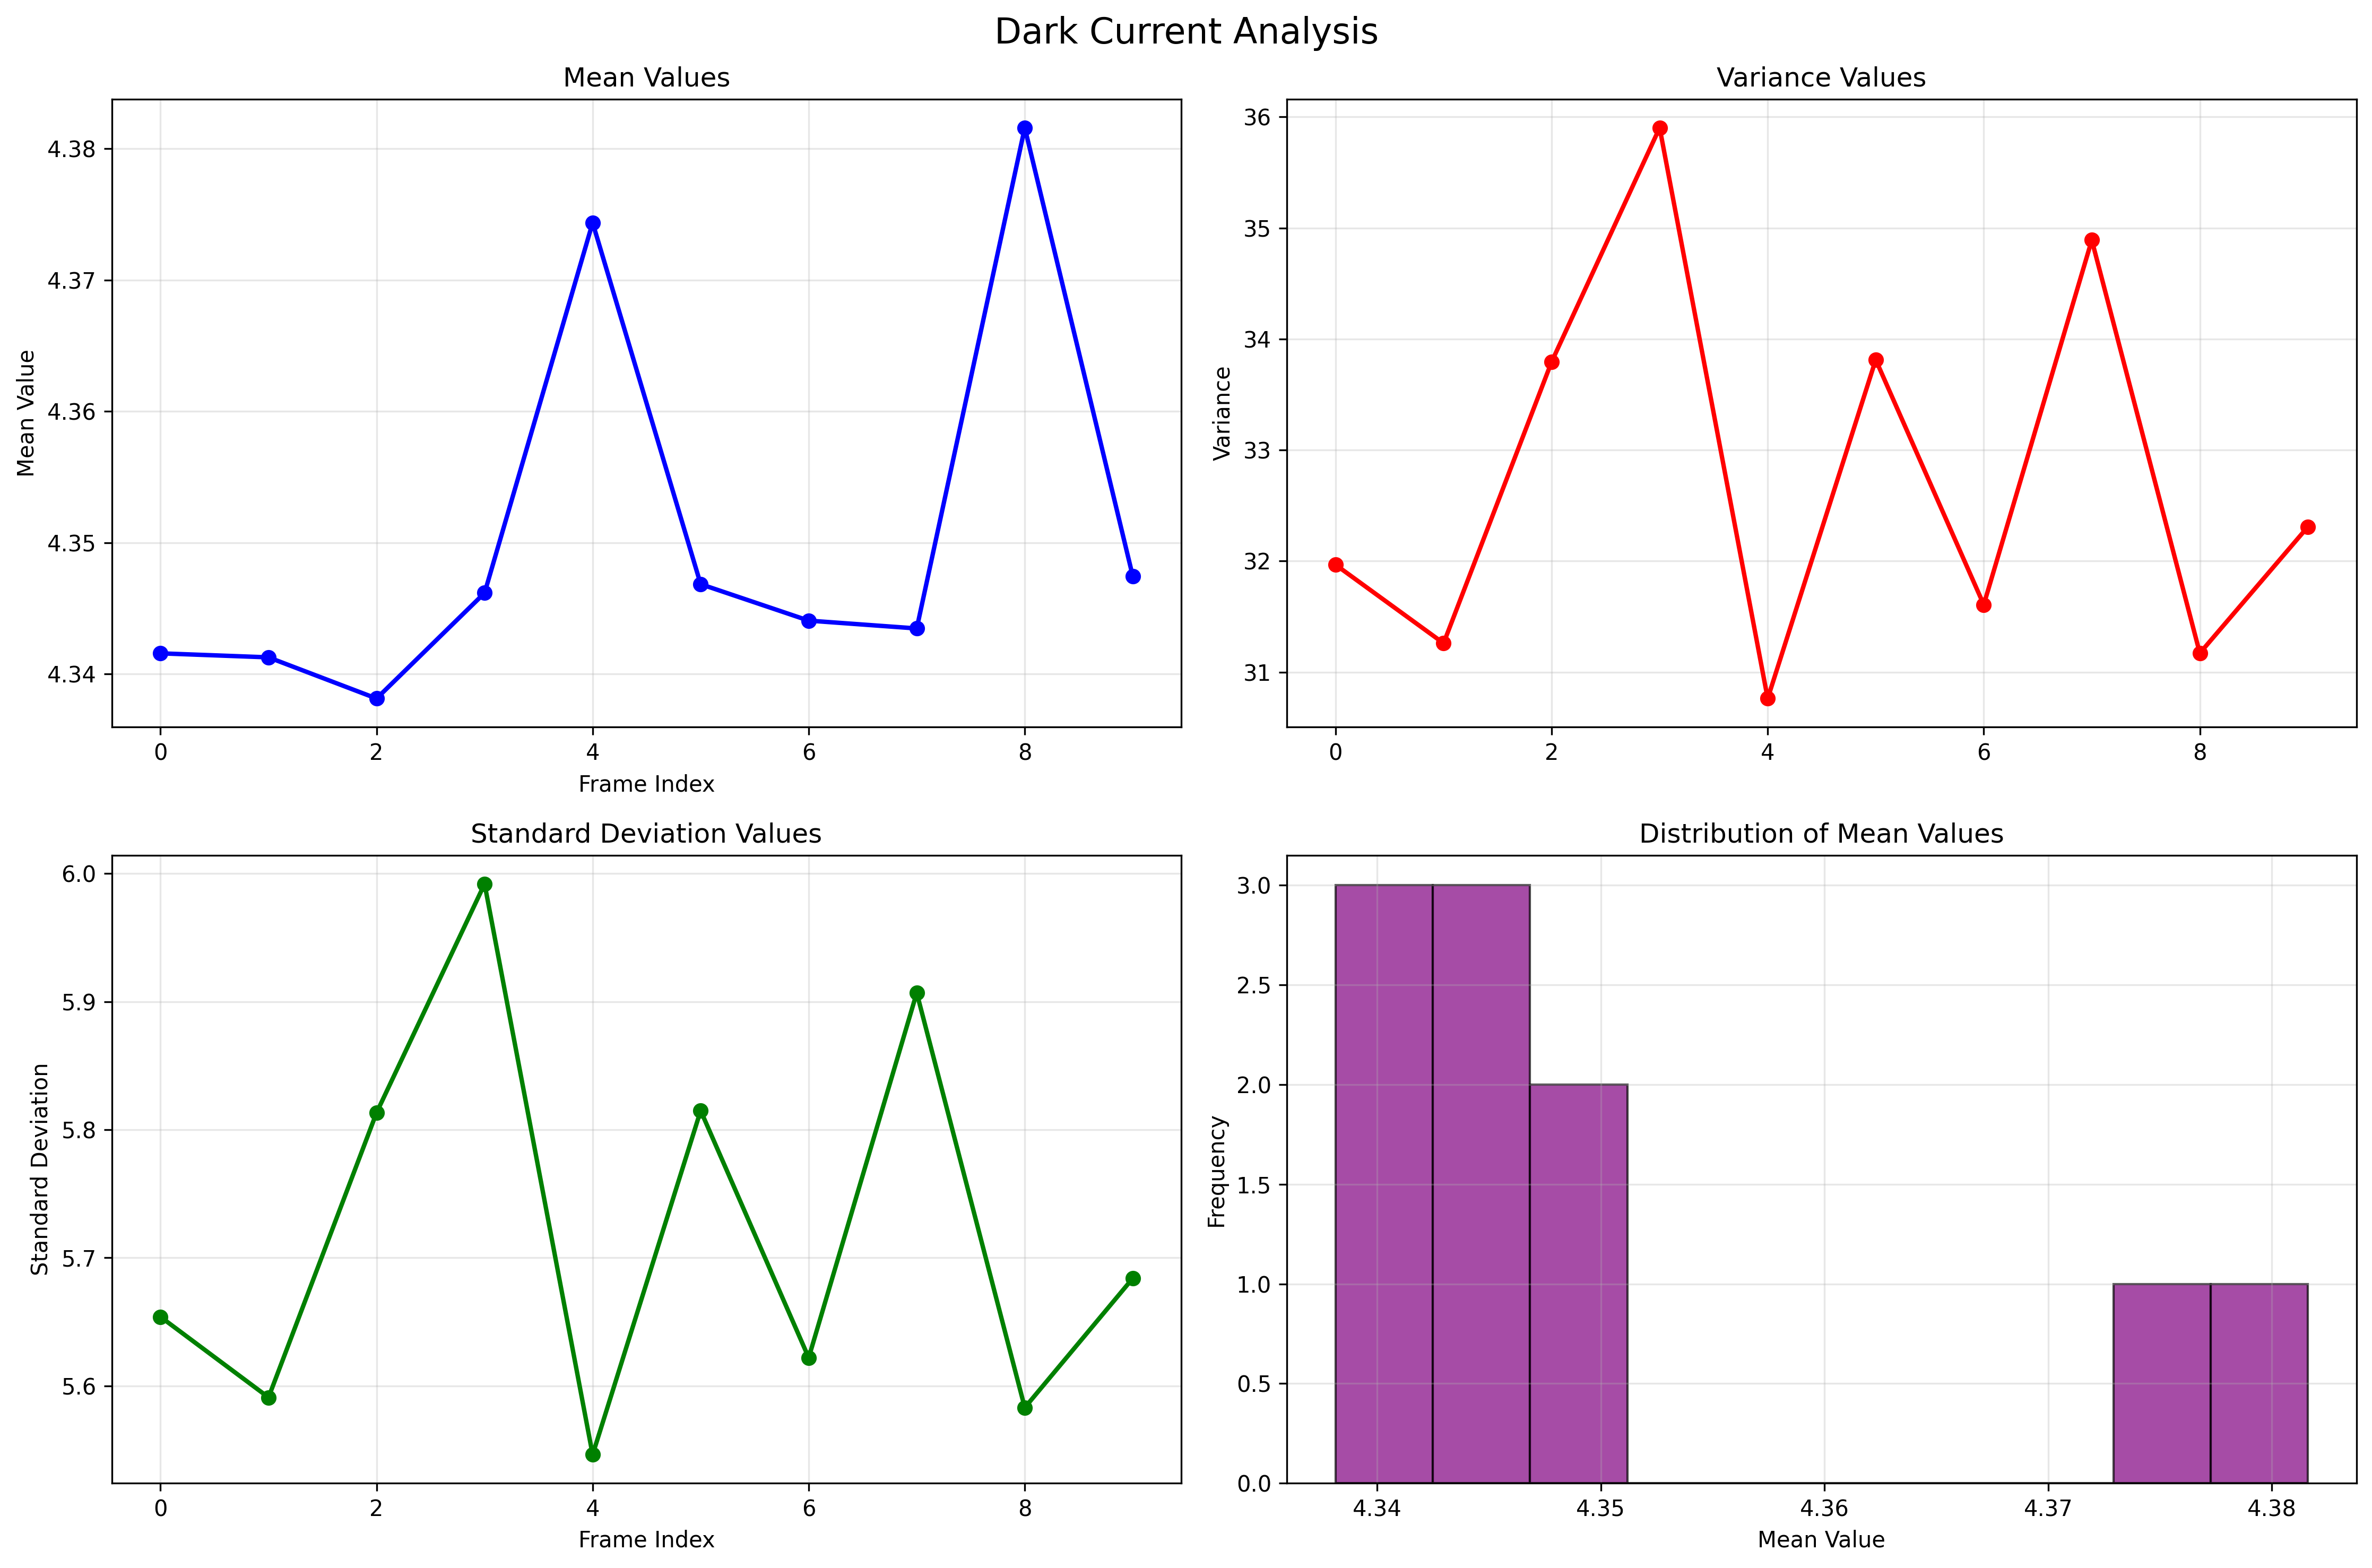 Dark Current Analysis
Mean Values
Mean Value
4.38
4.37
4.36
4.35
4.34
0 2 4 6 8
Frame Index
Variance Values
Variance
36
35
34
33
32
31
0 2 4 6 8
Standard Deviation Values
Standard Deviation
6.0
5.9
5.8
5.7
5.6
0 2 4 6 8
Frame Index
Distribution of Mean Values
Frequency
3.0
2.5
2.0
1.5
1.0
0.5
0.0
4.34 4.35 4.36 4.37 4.38
Mean Value